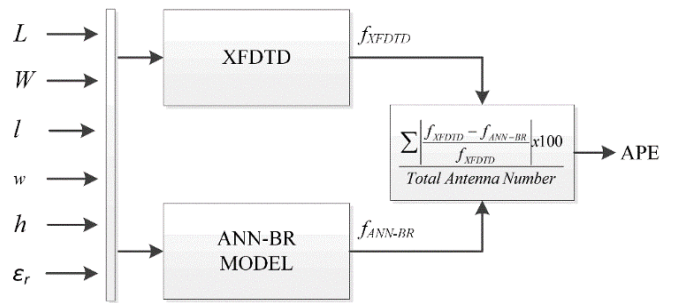 L
W
l
w
h
εr
XFDTD
fXFDTD
ANN-BR
MODEL
fANN-BR
∑|(fXFDTD − fANN−BR)/fXFDTD|x100
Total Antenna Number
APE